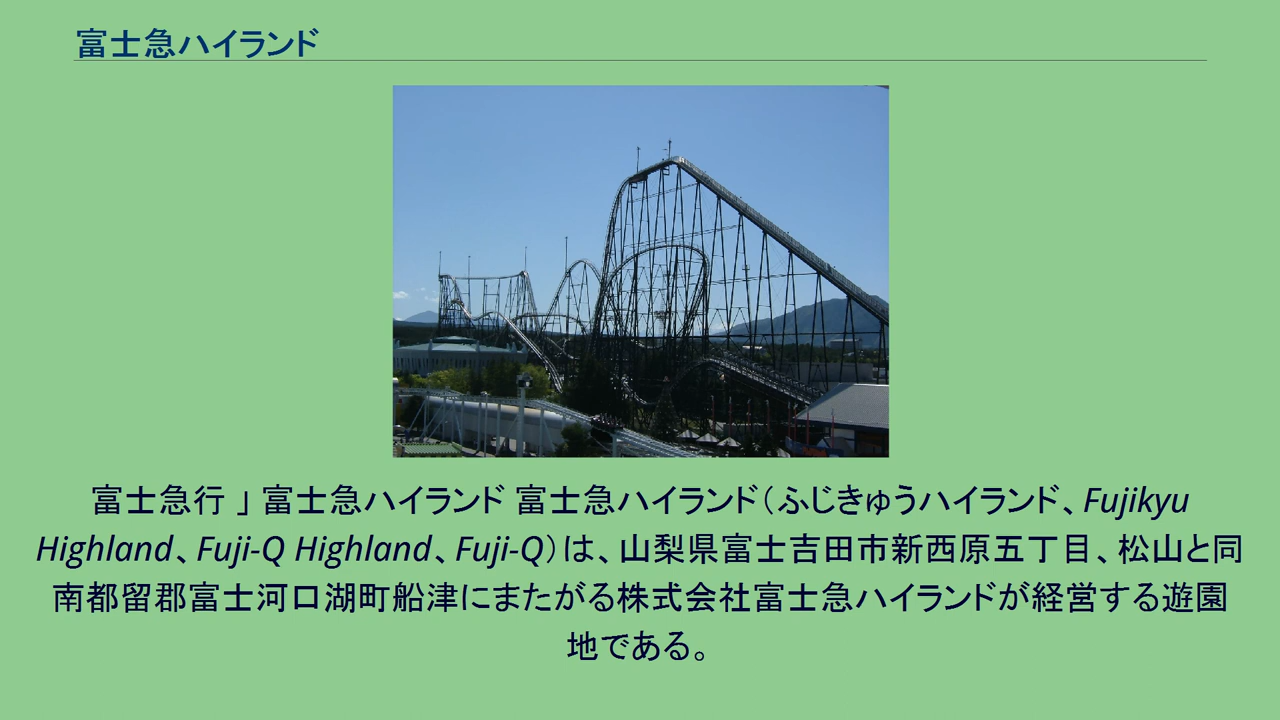 富士急ハイランド
富士急行 」 富士急ハイランド 富士急ハイランド（ふじきゅうハイランド、Fujikyu
Highland、Fuji-Q Highland、Fuji-Q）は、山梨県富士吉田市新西原五丁目、松山と同
南都留郡富士河口湖町船津にまたがる株式会社富士急ハイランドが経営する遊園
地である。